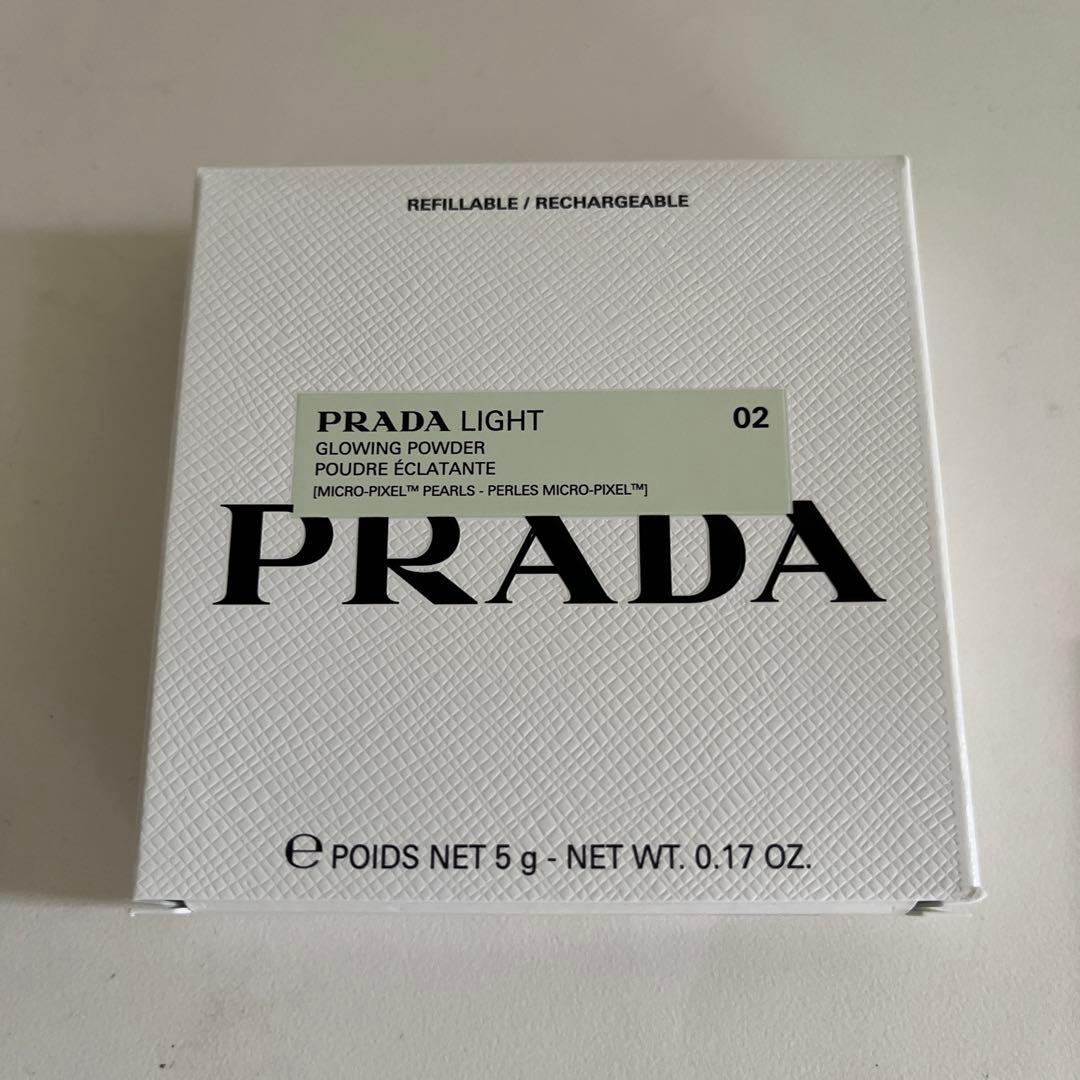 REFILLABLE / RECHARGEABLE
PRADA LIGHT 02
GLOWING POWDER
POUDRE ÉCLATANTE
[MICRO-PIXEL™ PEARLS - PERLES MICRO-PIXEL™]
PRADA
℮ POIDS NET 5 g - NET WT. 0.17 OZ.